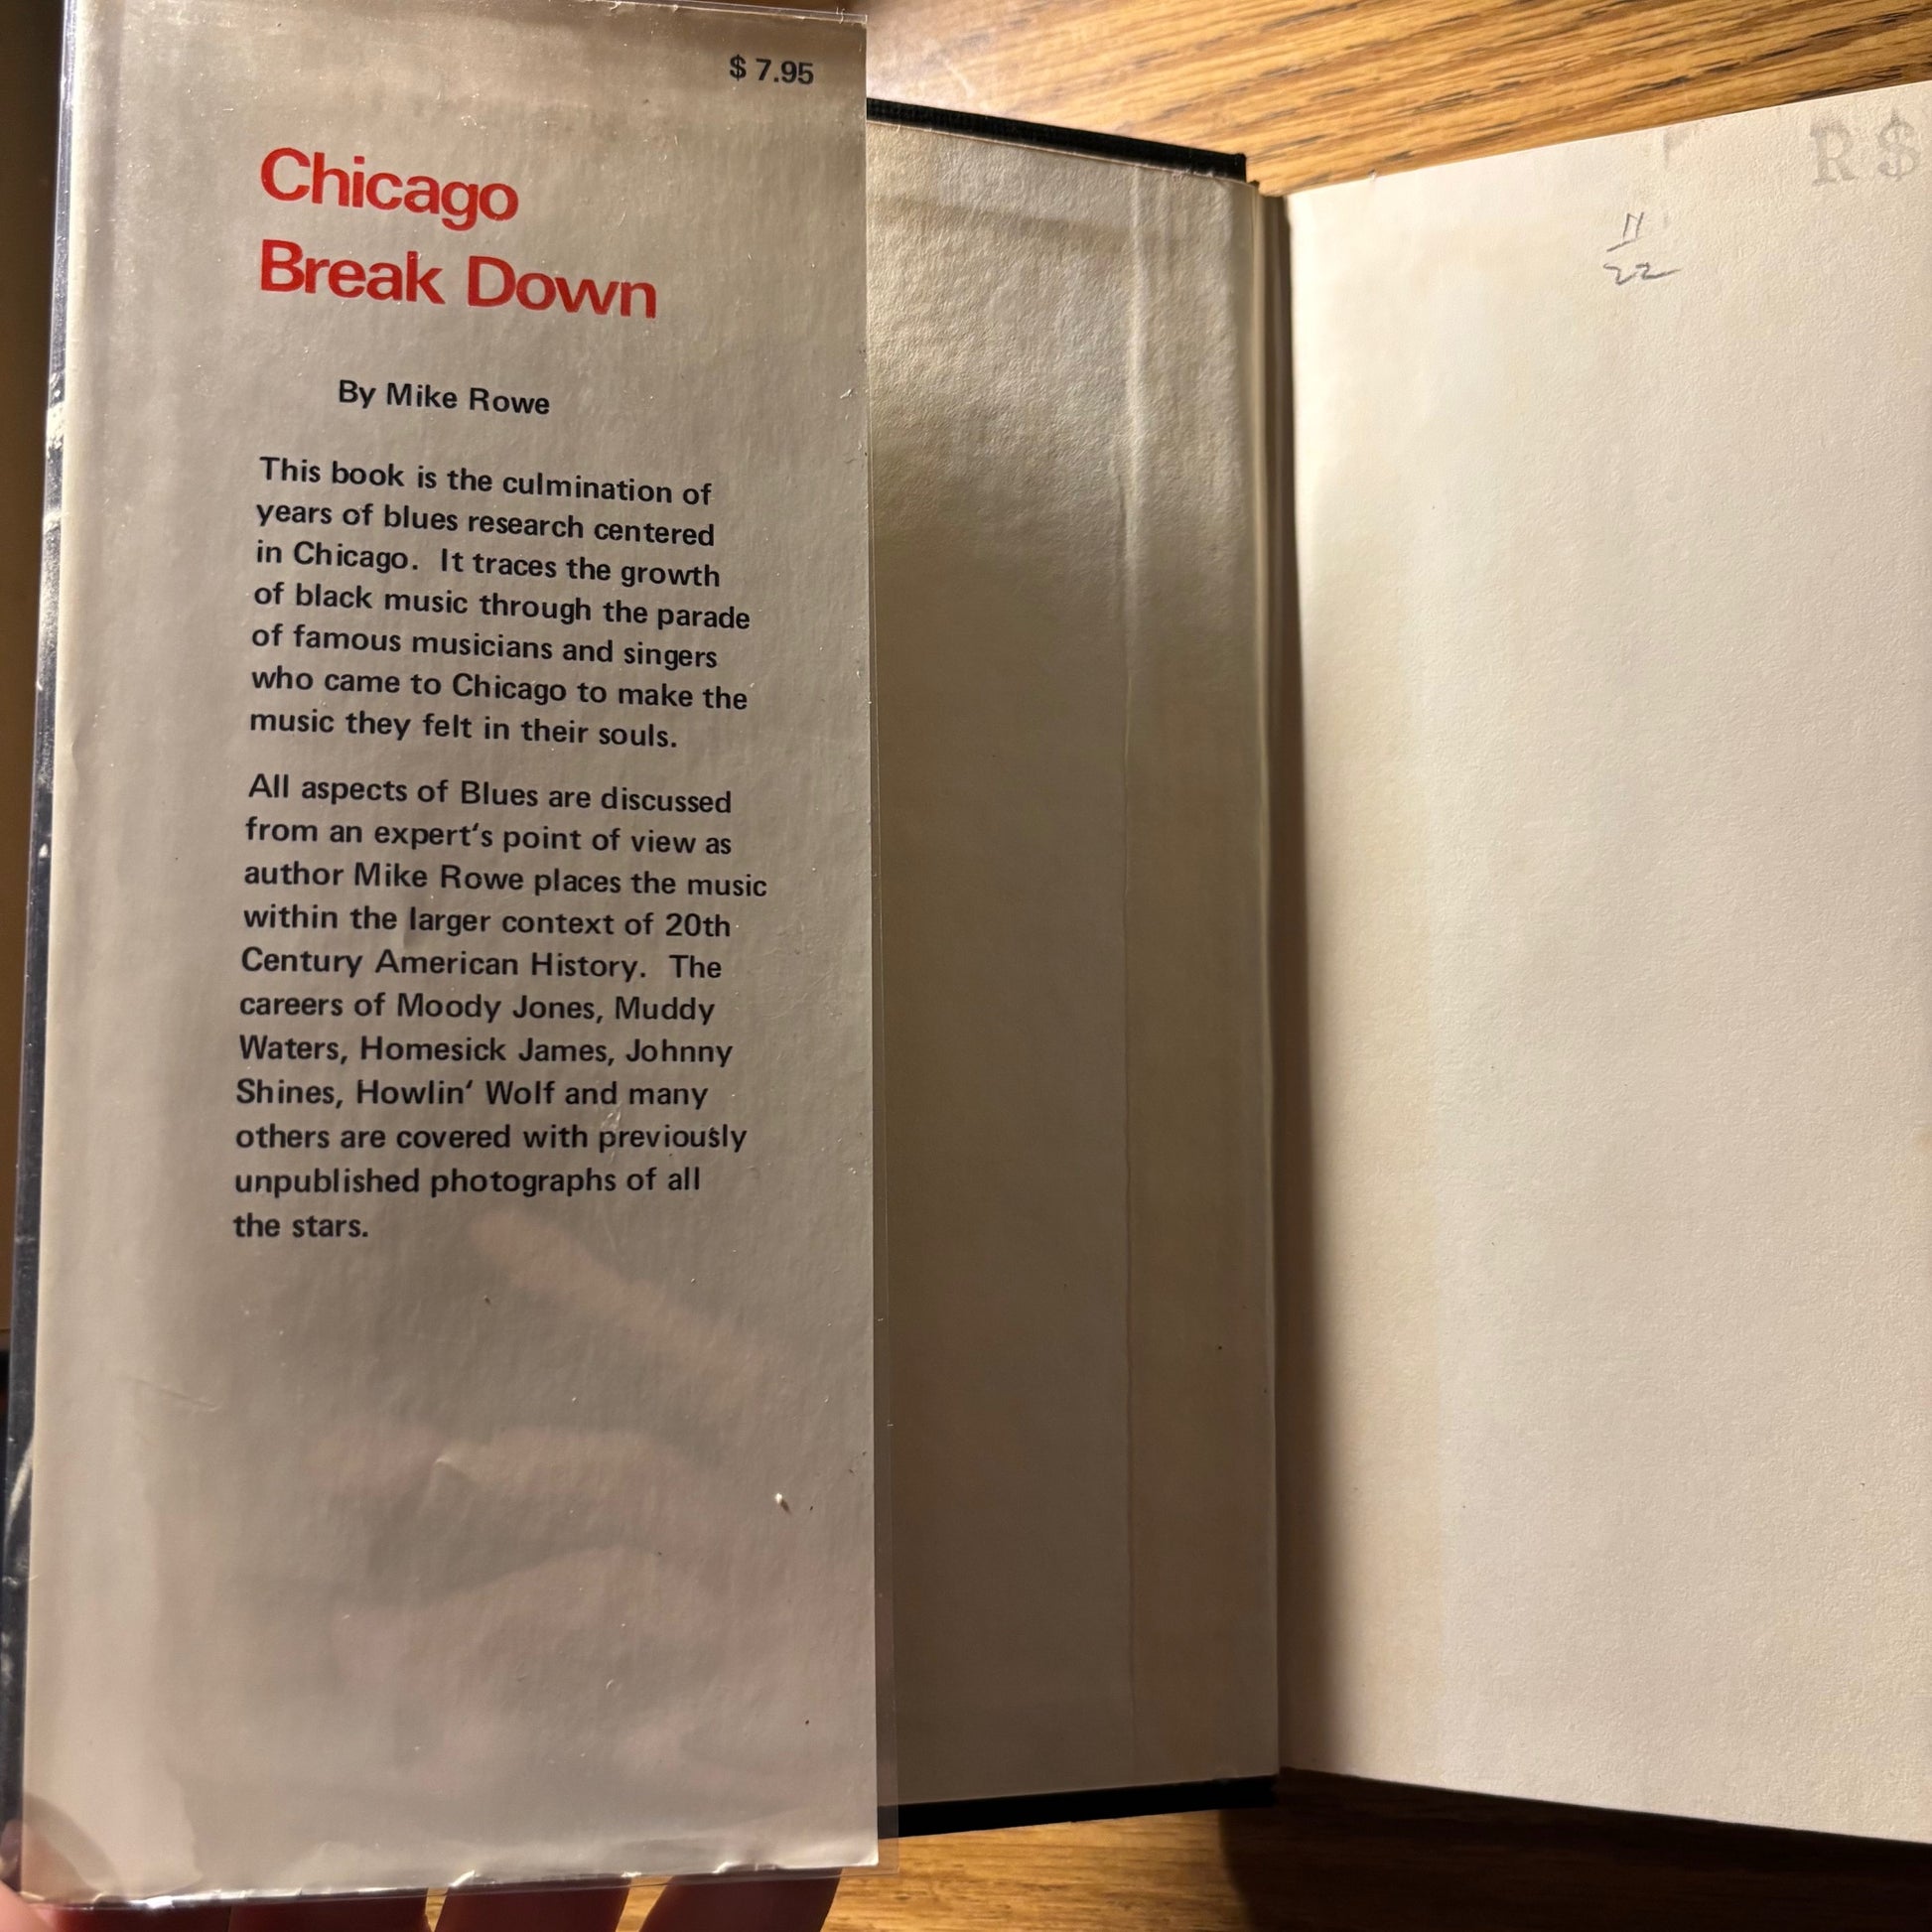 $ 7.95
Chicago
Break Down
By Mike Rowe
This book is the culmination of
years of blues research centered
in Chicago. It traces the growth
of black music through the parade
of famous musicians and singers
who came to Chicago to make the
music they felt in their souls.
All aspects of Blues are discussed
from an expert's point of view as
author Mike Rowe places the music
within the larger context of 20th
Century American History. The
careers of Moody Jones, Muddy
Waters, Homesick James, Johnny
Shines, Howlin' Wolf and many
others are covered with previously
unpublished photographs of all
the stars.
R $
11
22